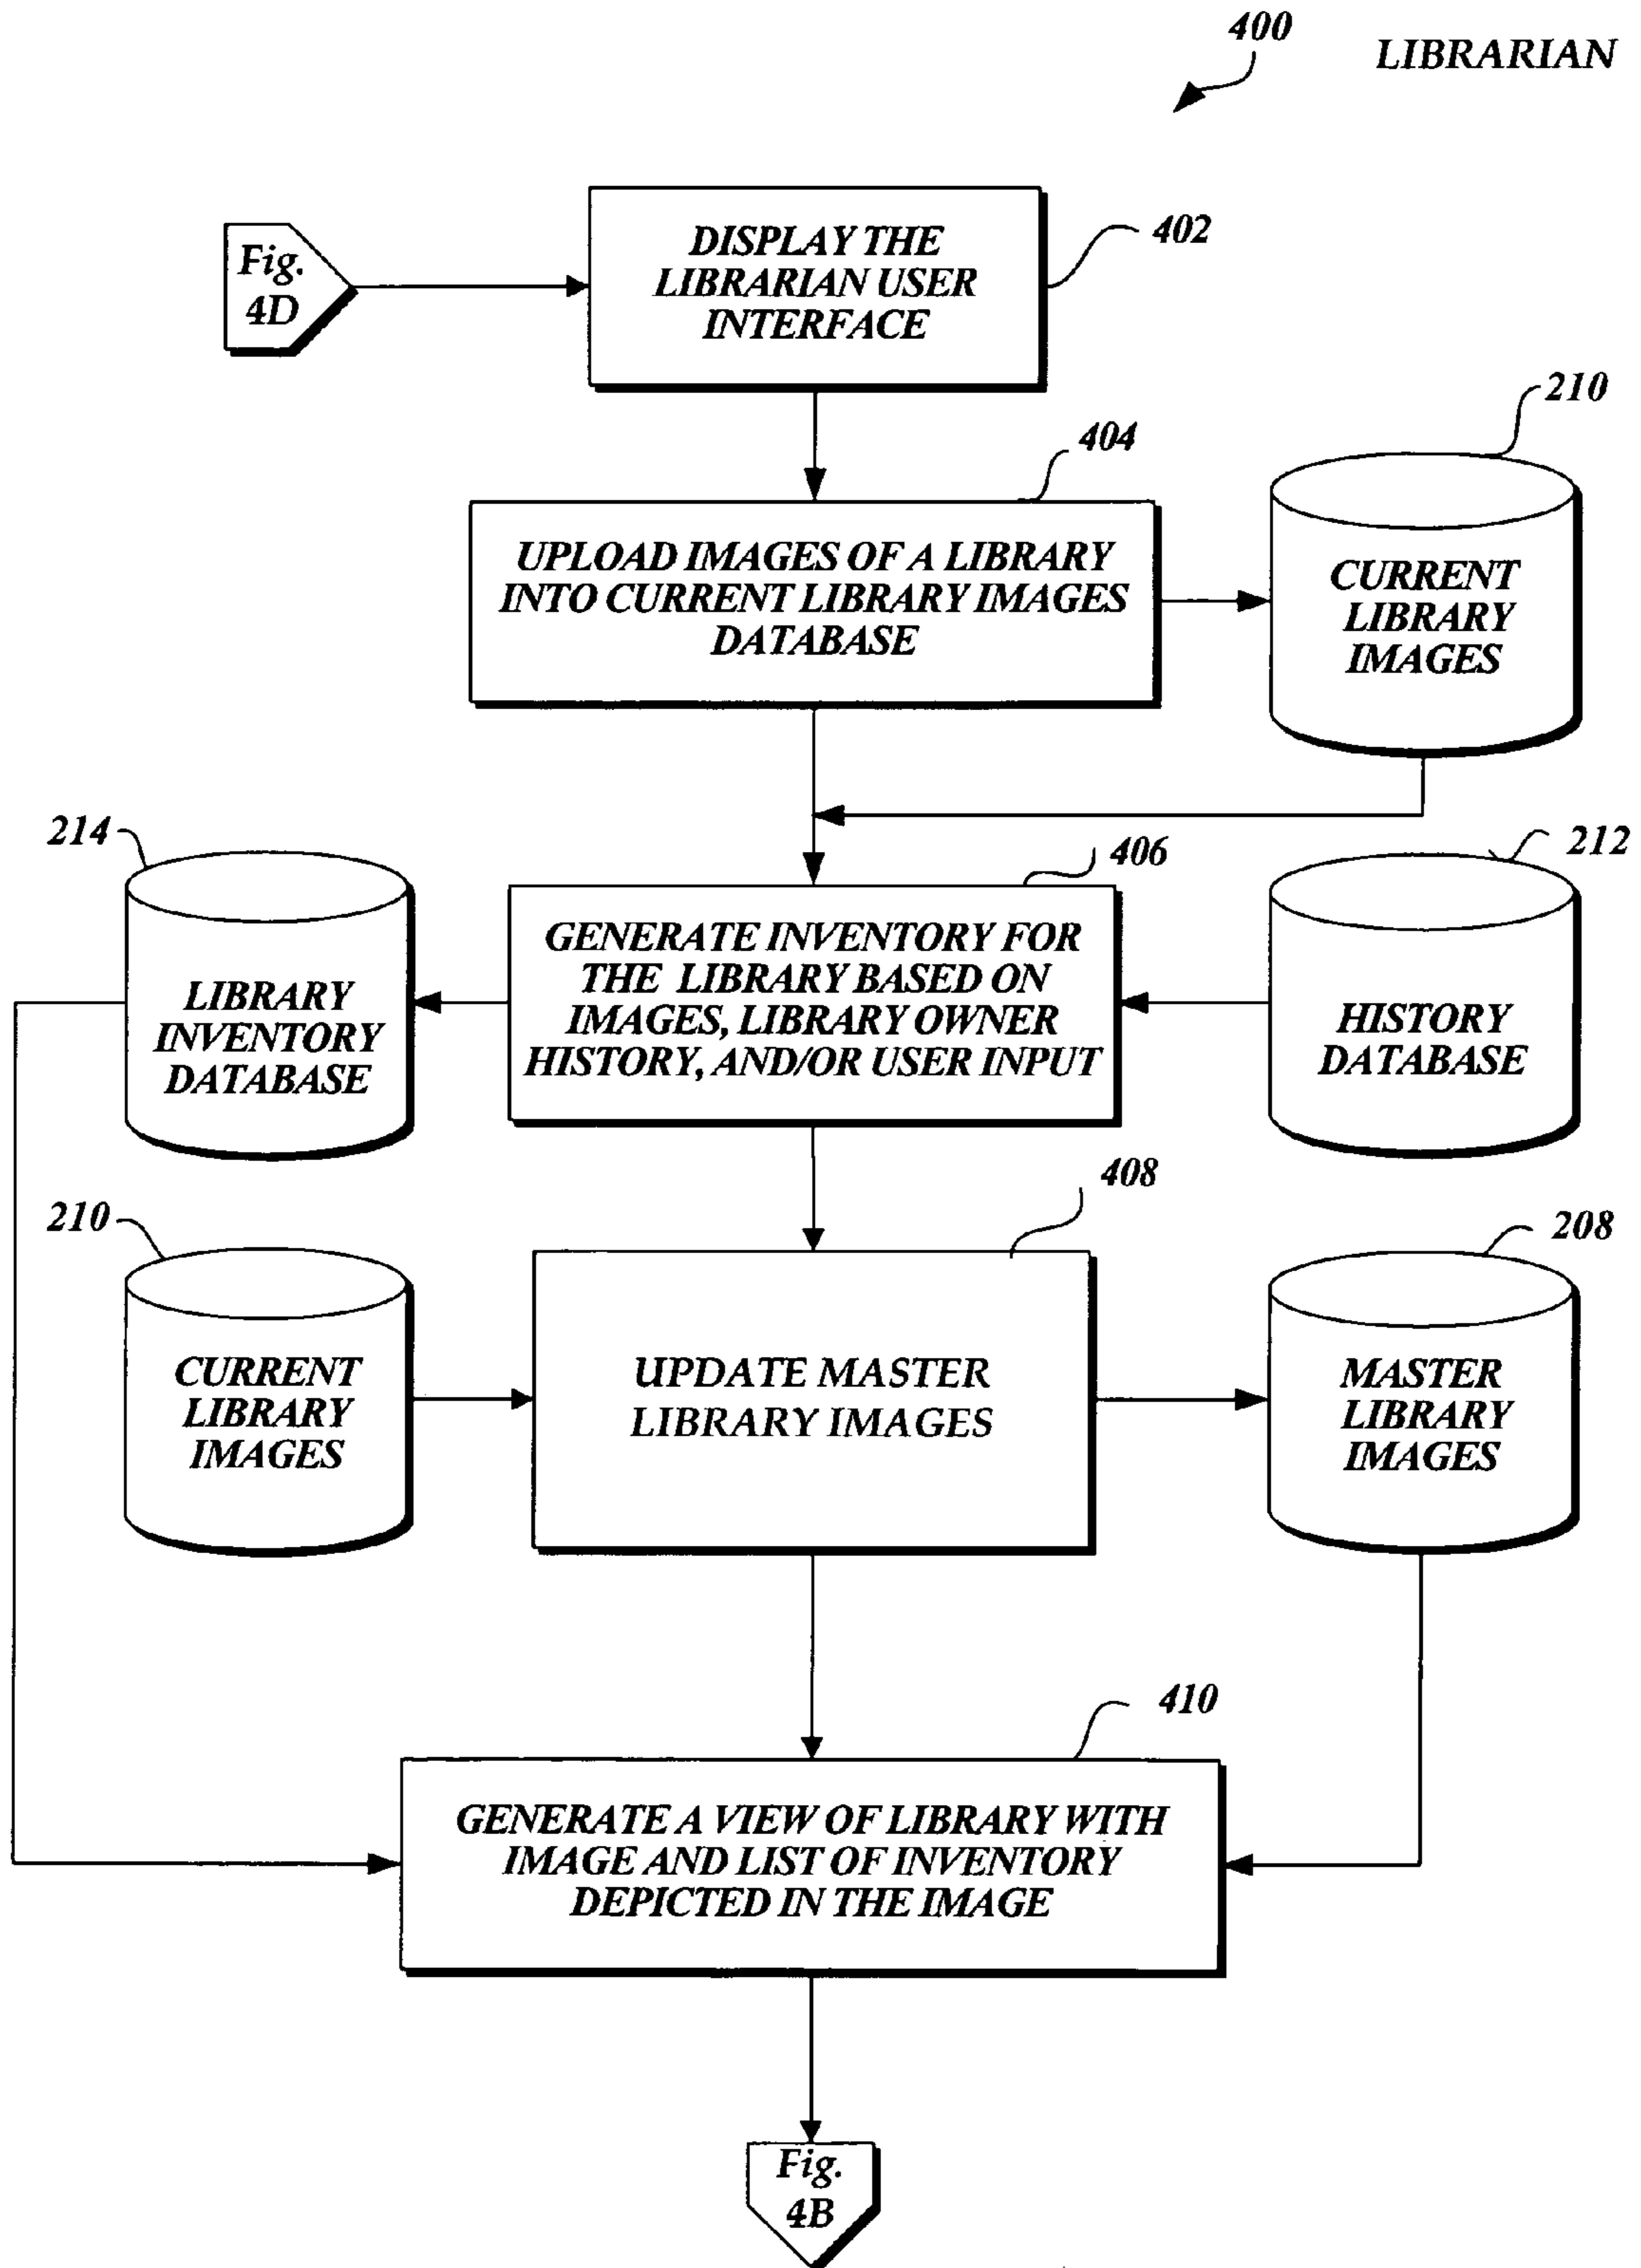 400
LIBRARIAN
Fig.
4D
DISPLAY THE
LIBRARIAN USER
INTERFACE
402
404
210
UPLOAD IMAGES OF A LIBRARY
INTO CURRENT LIBRARY IMAGES
DATABASE
CURRENT
LIBRARY
IMAGES
214
406
212
LIBRARY
INVENTORY
DATABASE
GENERATE INVENTORY FOR
THE LIBRARY BASED ON
IMAGES, LIBRARY OWNER
HISTORY, AND/OR USER INPUT
HISTORY
DATABASE
210
408
208
CURRENT
LIBRARY
IMAGES
UPDATE MASTER
LIBRARY IMAGES
MASTER
LIBRARY
IMAGES
410
GENERATE A VIEW OF LIBRARY WITH
IMAGE AND LIST OF INVENTORY
DEPICTED IN THE IMAGE
Fig.
4B